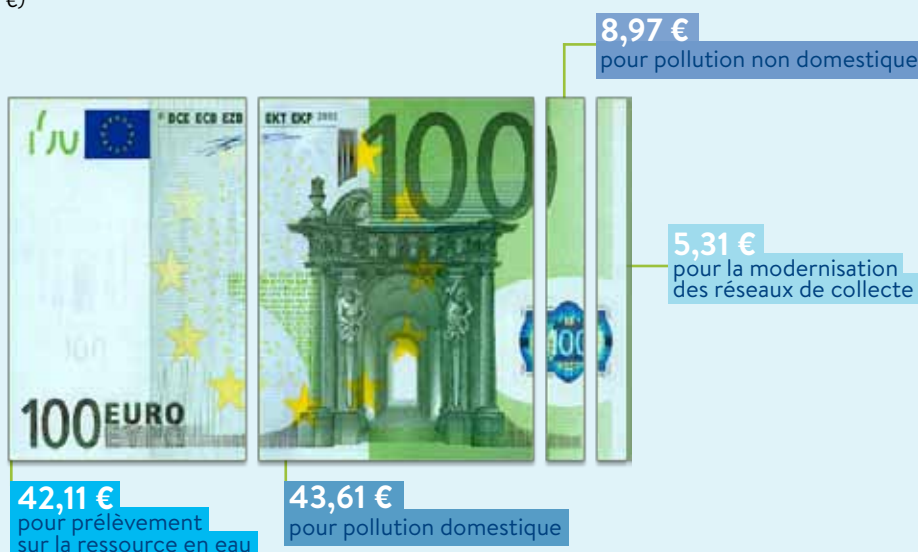 €)
8,97 €
pour pollution non domestique
BCE ECB EZB EKT EKP 2002
100
5,31 €
pour la modernisation
des réseaux de collecte
100
100 EURO
ΕΥΡΩ
42,11 €
pour prélèvement
sur la ressource en eau
43,61 €
pour pollution domestique